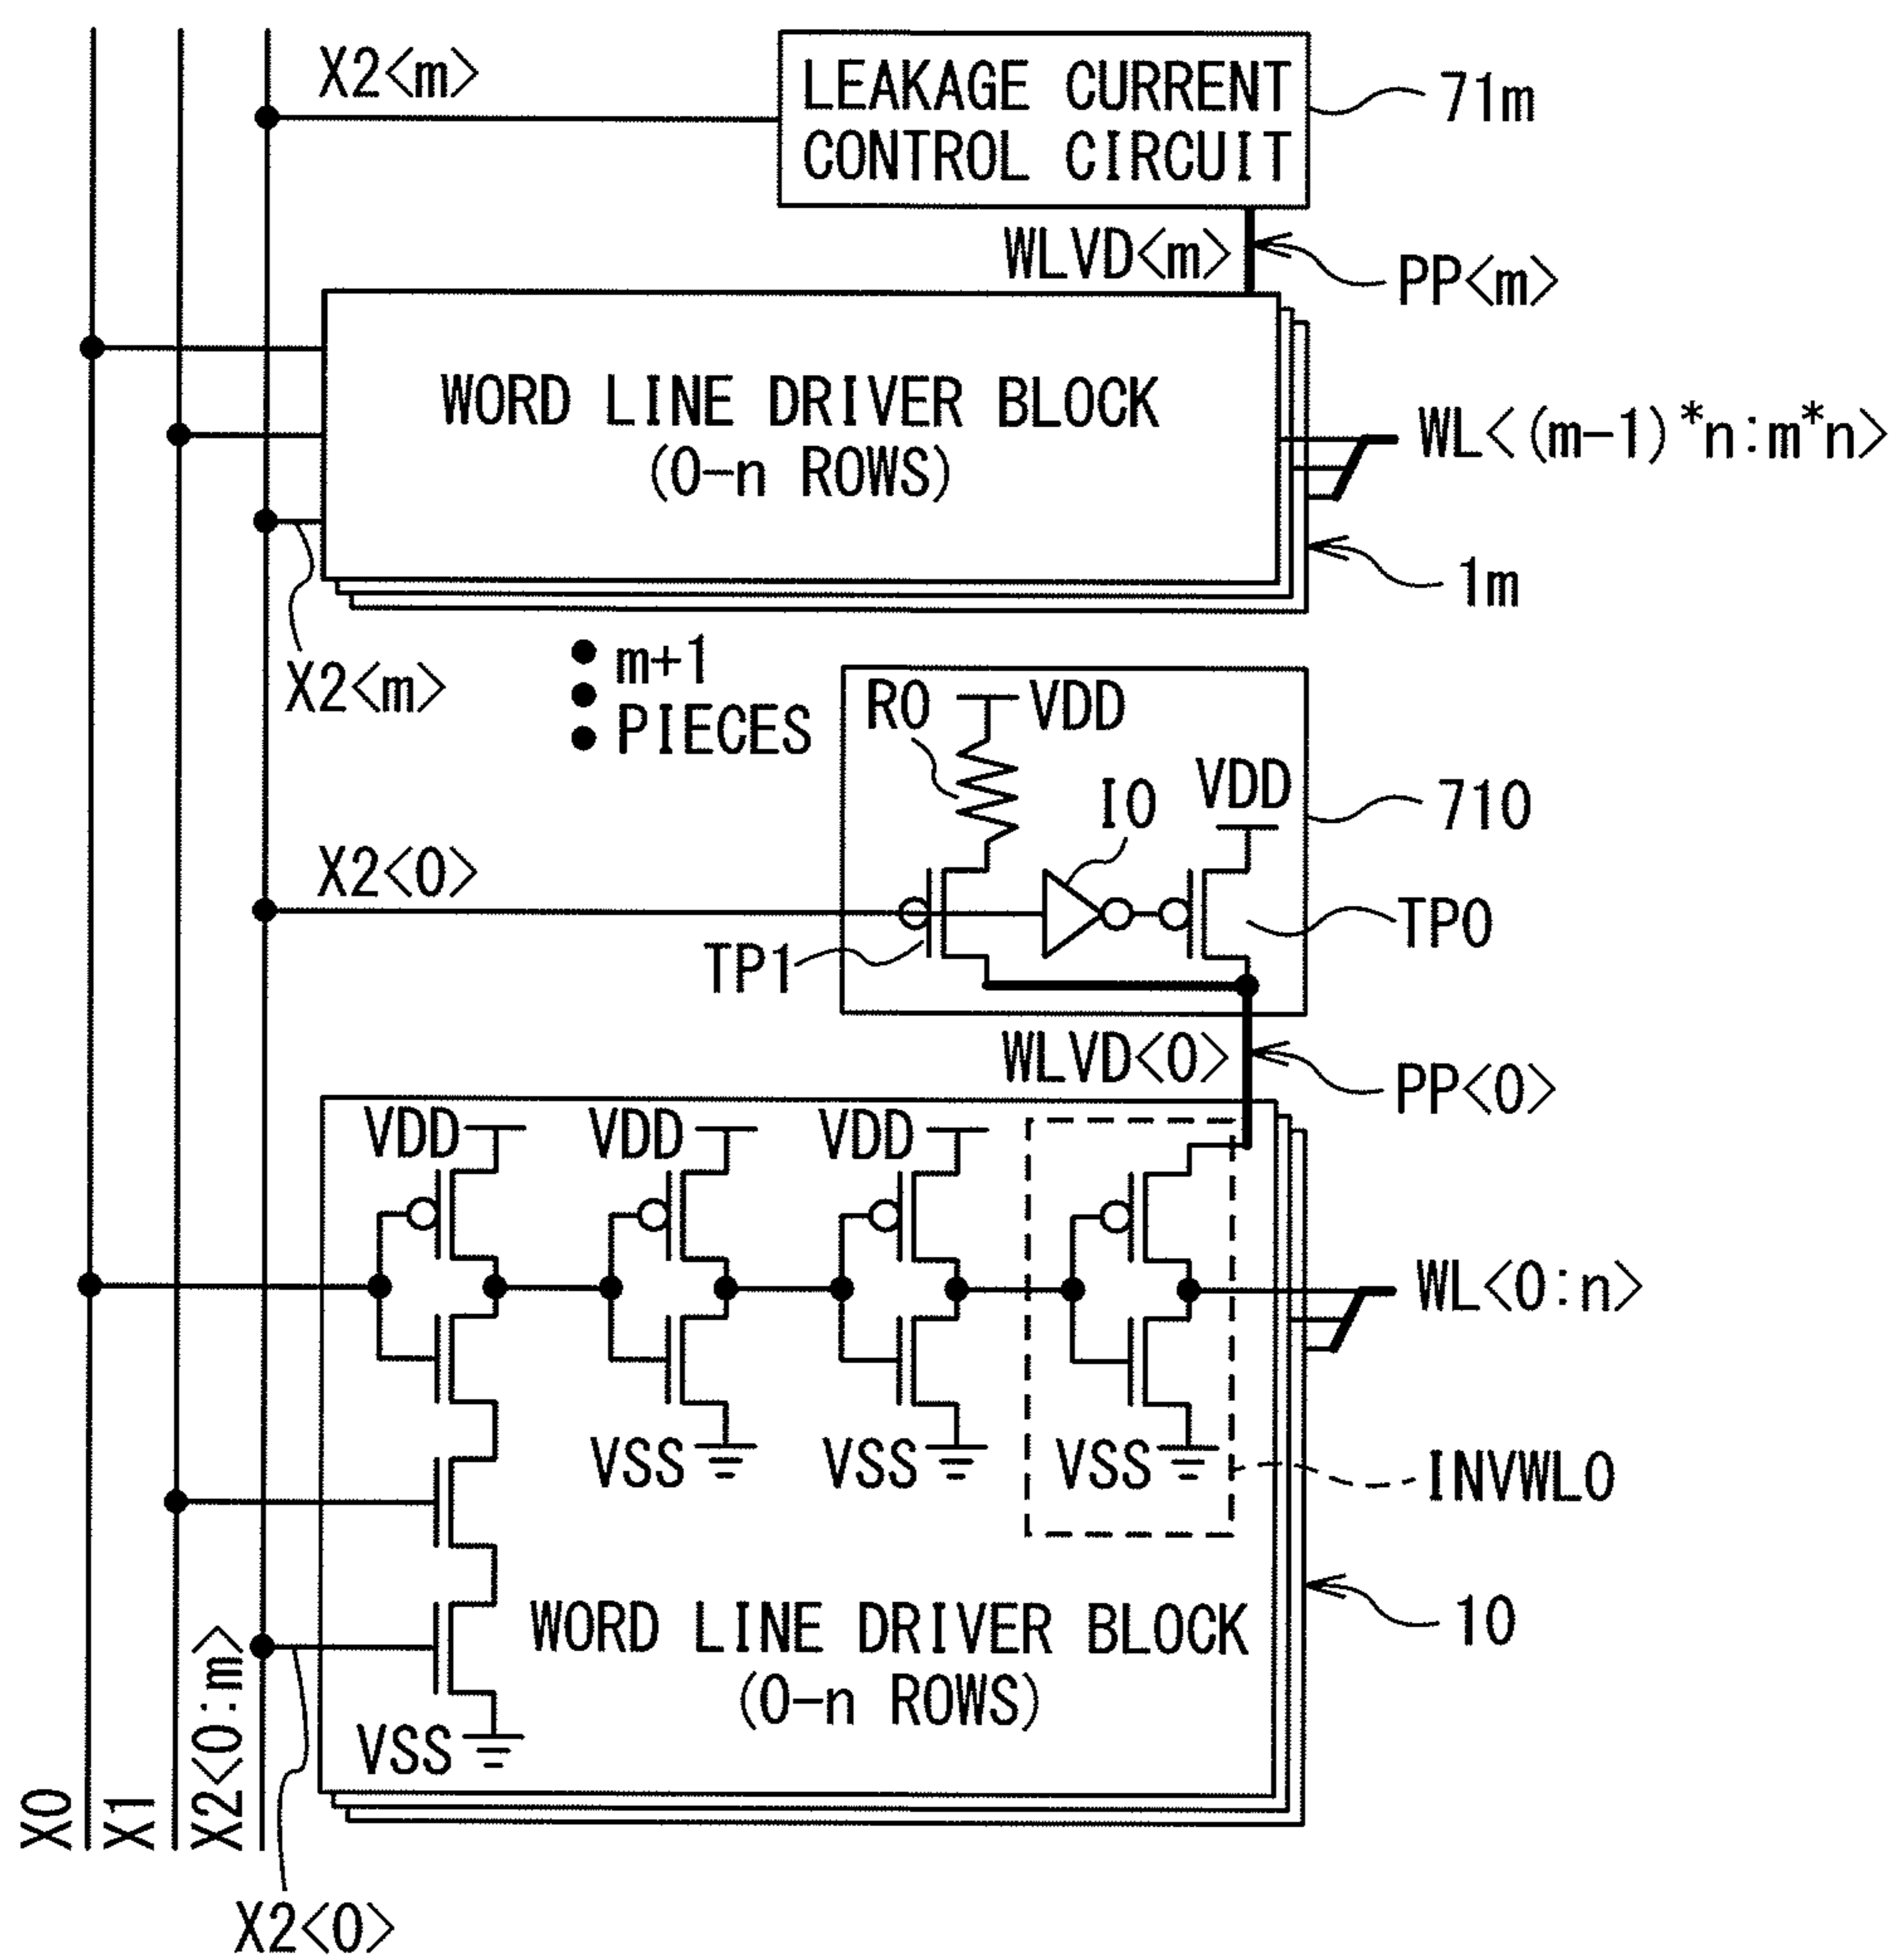 X2<m>
LEAKAGE CURRENT
CONTROL CIRCUIT
71m
WLVD<m>
PP<m>
WORD LINE DRIVER BLOCK
(0-n ROWS)
WL<(m-1)*n:m*n>
1m
X2<m>
m+1
PIECES
R0
VDD
VDD
I0
710
X2<0>
TP1
TP0
WLVD<0>
PP<0>
VDD
VDD
VDD
WL<0:n>
VSS
VSS
VSS
INVWL0
WORD LINE DRIVER BLOCK
(0-n ROWS)
10
VSS
X0
X1
X2<0:m>
X2<0>